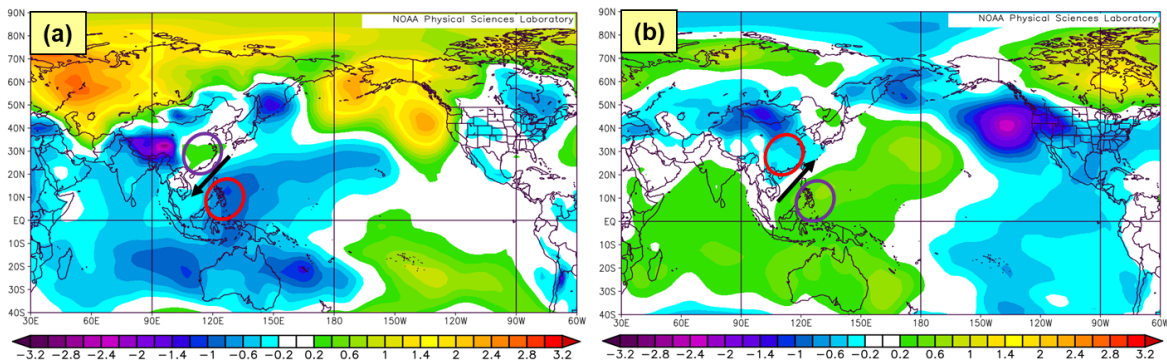 (a)
NOAA Physical Sciences Laboratory
90N
80N
70N
60N
50N
40N
30N
20N
10N
EQ
10S
20S
30S
40S
30E 60E 90E 120E 150E 180 150W 120W 90W 60W
−3.2 −2.8 −2.4 −2 −1.4 −1 −0.6 −0.2 0.2 0.6 1 1.4 2 2.4 2.8 3.2
(b)
NOAA Physical Sciences Laboratory
90N
80N
70N
60N
50N
40N
30N
20N
10N
EQ
10S
20S
30S
40S
30E 60E 90E 120E 150E 180 150W 120W 90W 60W
−3.2 −2.8 −2.4 −2 −1.4 −1 −0.6 −0.2 0.2 0.6 1 1.4 2 2.4 2.8 3.2